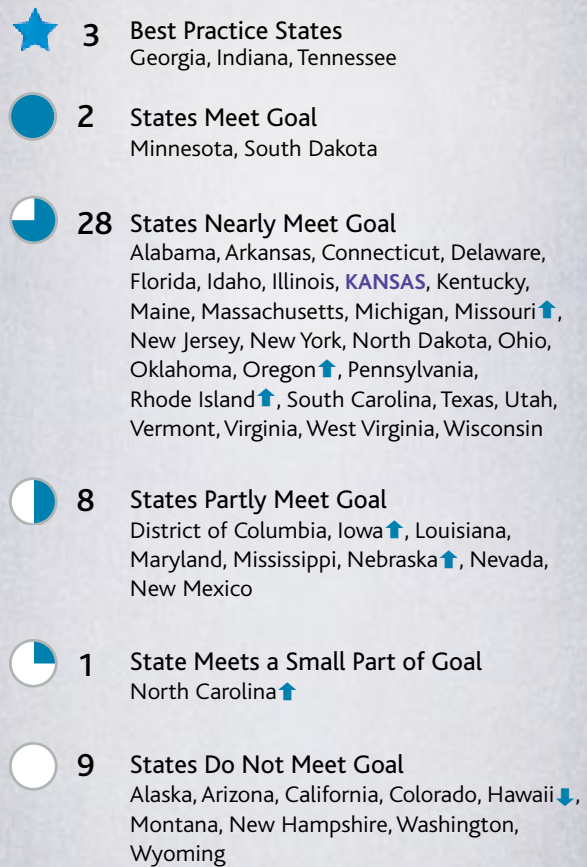 3 Best Practice States
Georgia, Indiana, Tennessee
2 States Meet Goal
Minnesota, South Dakota
28 States Nearly Meet Goal
Alabama, Arkansas, Connecticut, Delaware,
Florida, Idaho, Illinois, KANSAS, Kentucky,
Maine, Massachusetts, Michigan, Missouri⬆,
New Jersey, New York, North Dakota, Ohio,
Oklahoma, Oregon⬆, Pennsylvania,
Rhode Island⬆, South Carolina, Texas, Utah,
Vermont, Virginia, West Virginia, Wisconsin
8 States Partly Meet Goal
District of Columbia, Iowa⬆, Louisiana,
Maryland, Mississippi, Nebraska⬆, Nevada,
New Mexico
1 State Meets a Small Part of Goal
North Carolina⬆
9 States Do Not Meet Goal
Alaska, Arizona, California, Colorado, Hawaii⬇,
Montana, New Hampshire, Washington,
Wyoming